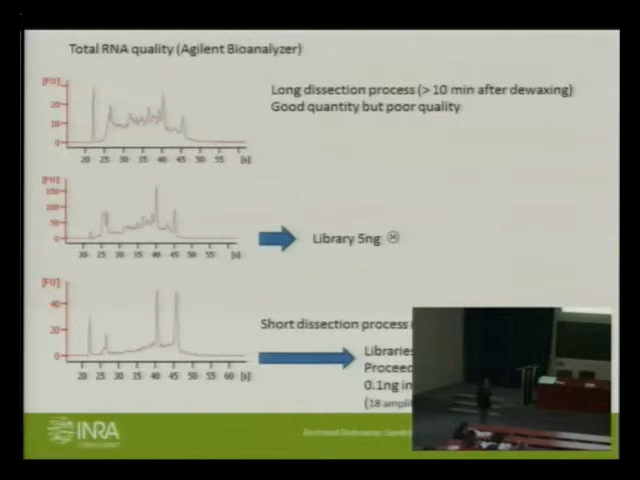 Total RNA quality (Agilent Bioanalyzer)
[FU]
20
10
0
20 25 30 35 40 45 50 55 [s]
Long dissection process (> 10 min after dewaxing)
Good quantity but poor quality
[FU]
150
100
50
0
20 25 30 35 40 45 50 55 [s]
Library 5ng ☹
[FU]
40
20
0
20 25 30 35 40 45 50 55 60 [s]
Short dissection process
Libraries
Proceed
0.1ng in
(18 ampli
INRA